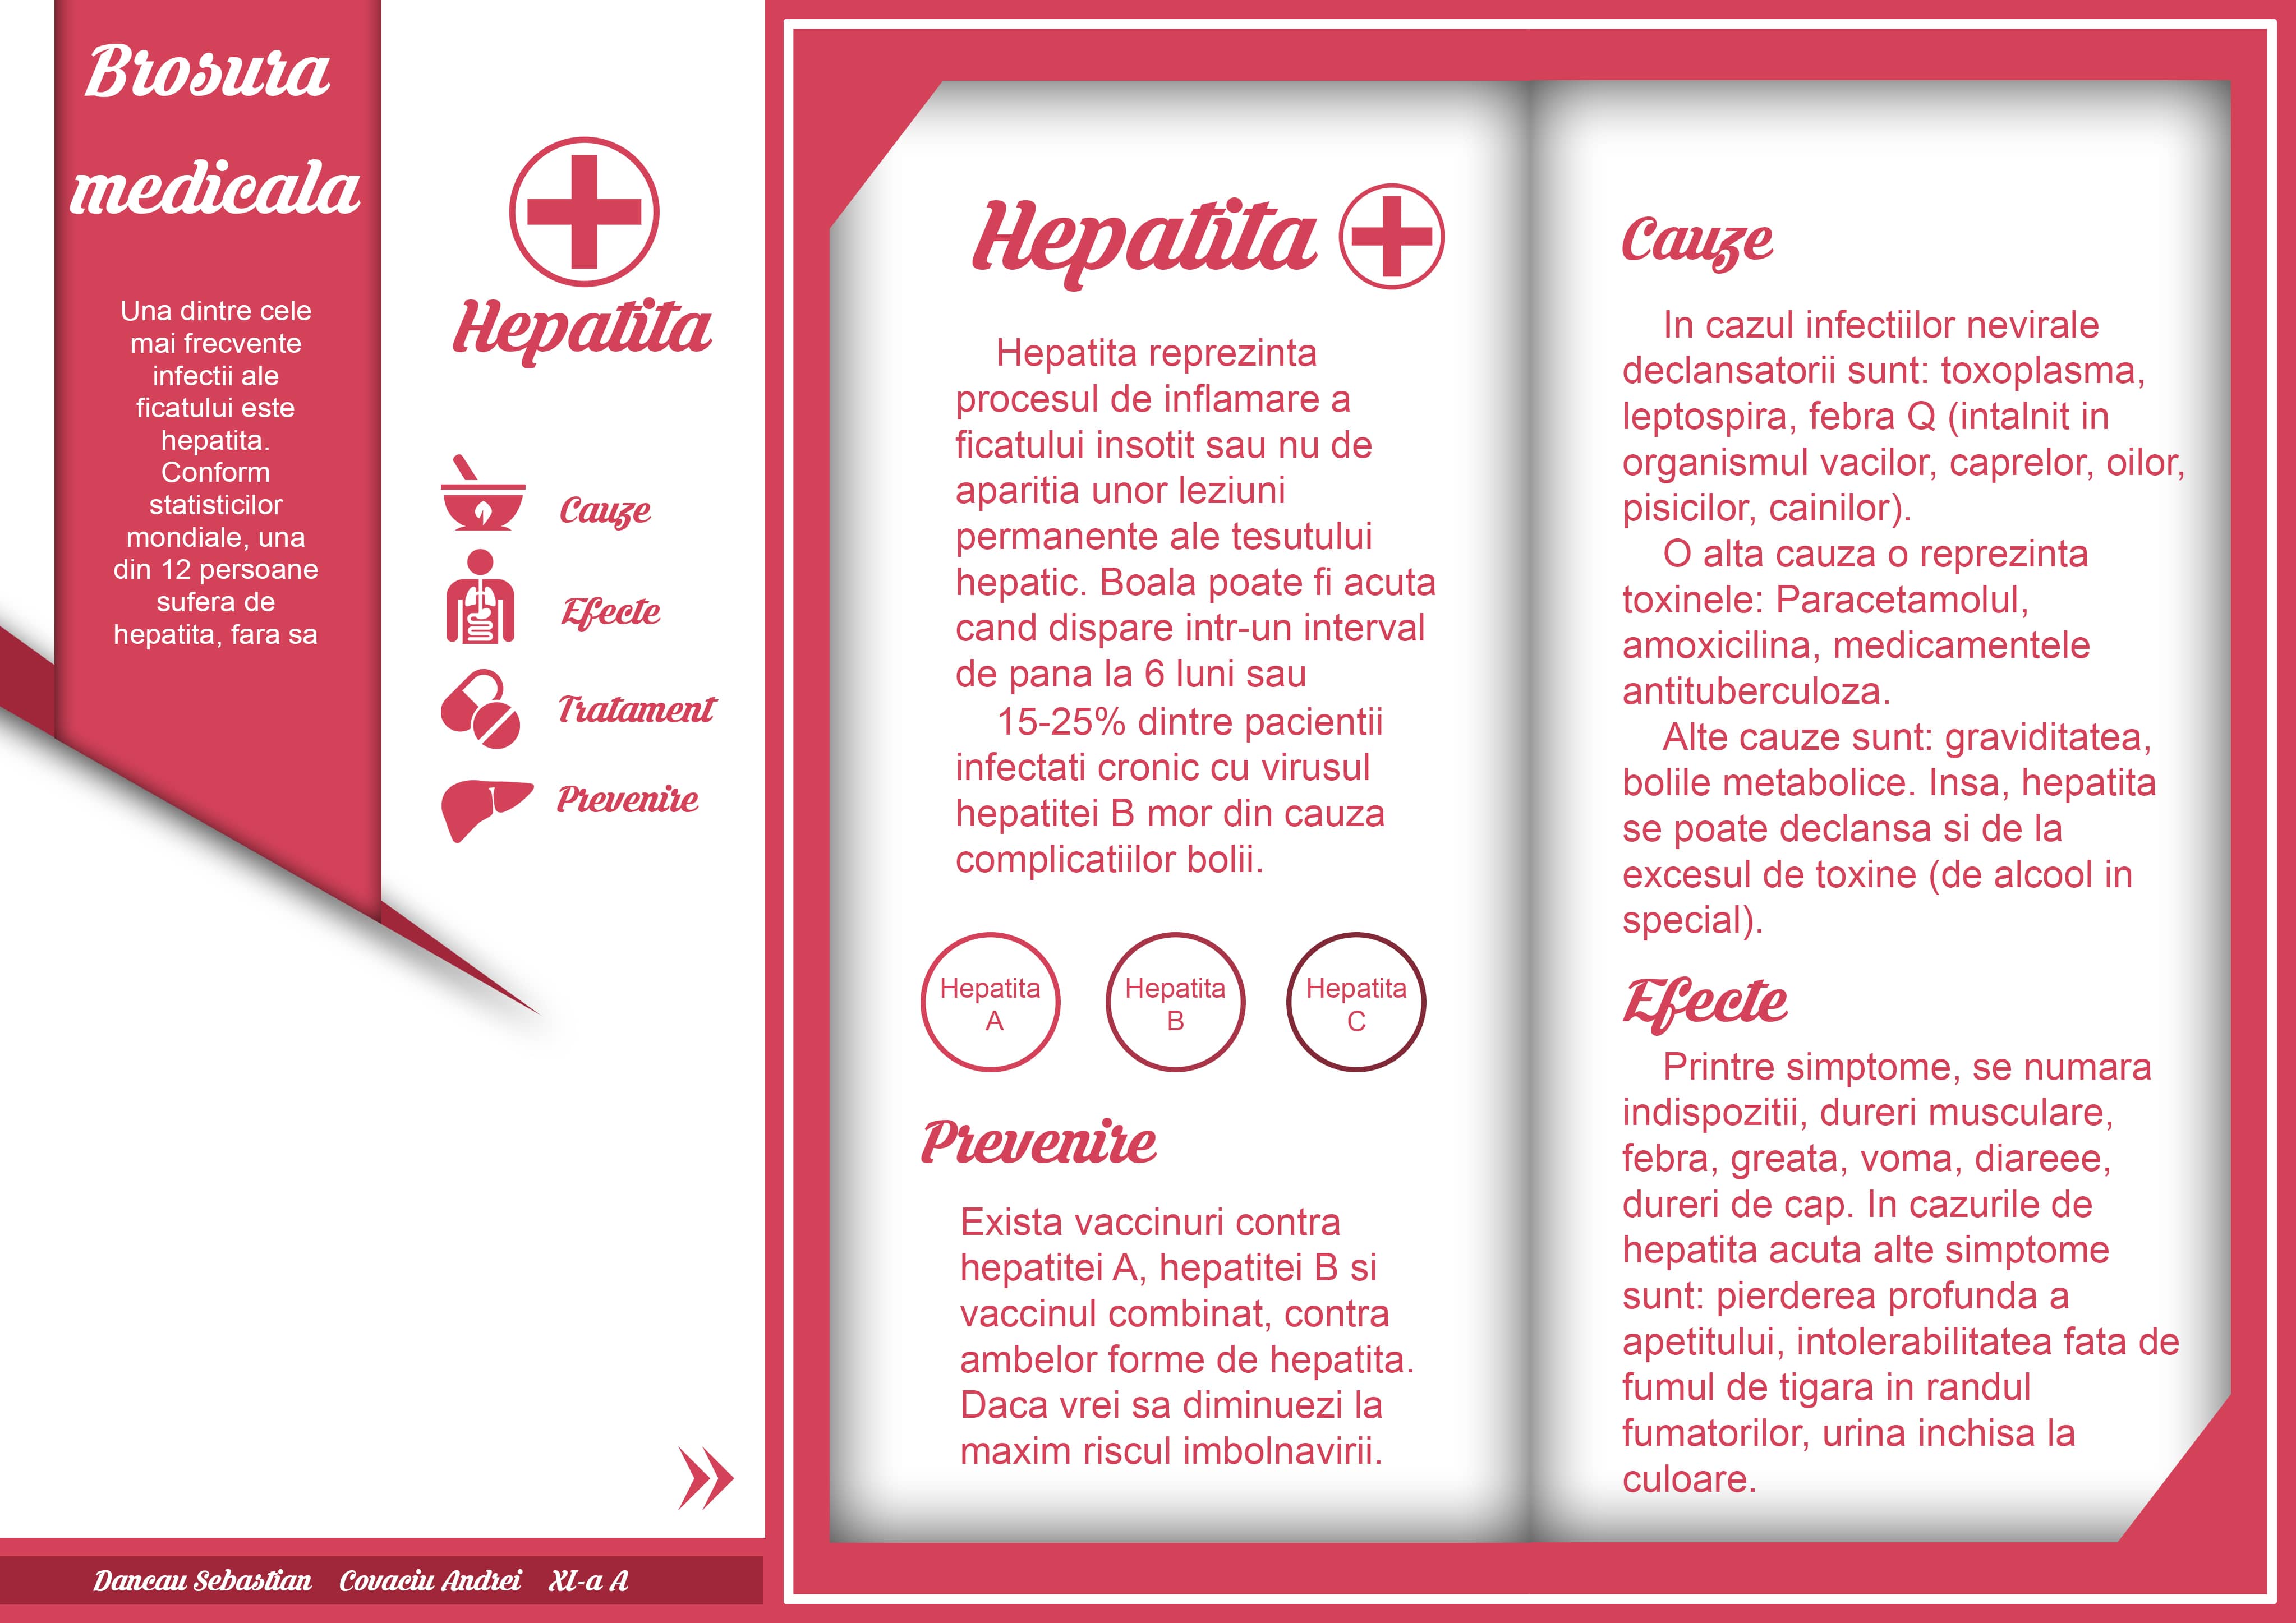 Brosura
medicala
Una dintre cele
mai frecvente
infectii ale
ficatului este
hepatita.
Conform
statisticilor
mondiale, una
din 12 persoane
sufera de
hepatita, fara sa
Hepatita
Cauze
Efecte
Tratament
Prevenire
Dancau Sebastian Covaciu Andrei XI-a A
Hepatita
Hepatita reprezinta
procesul de inflamare a
ficatului insotit sau nu de
aparitia unor leziuni
permanente ale tesutului
hepatic. Boala poate fi acuta
cand dispare intr-un interval
de pana la 6 luni sau
15-25% dintre pacientii
infectati cronic cu virusul
hepatitei B mor din cauza
complicatiilor bolii.
Hepatita
A
Hepatita
B
Hepatita
C
Prevenire
Exista vaccinuri contra
hepatitei A, hepatitei B si
vaccinul combinat, contra
ambelor forme de hepatita.
Daca vrei sa diminuezi la
maxim riscul imbolnavirii.
Cauze
In cazul infectiilor nevirale
declansatorii sunt: toxoplasma,
leptospira, febra Q (intalnit in
organismul vacilor, caprelor, oilor,
pisicilor, cainilor).
O alta cauza o reprezinta
toxinele: Paracetamolul,
amoxicilina, medicamentele
antituberculoza.
Alte cauze sunt: graviditatea,
bolile metabolice. Insa, hepatita
se poate declansa si de la
excesul de toxine (de alcool in
special).
Efecte
Printre simptome, se numara
indispozitii, dureri musculare,
febra, greata, voma, diareee,
dureri de cap. In cazurile de
hepatita acuta alte simptome
sunt: pierderea profunda a
apetitului, intolerabilitatea fata de
fumul de tigara in randul
fumatorilor, urina inchisa la
culoare.